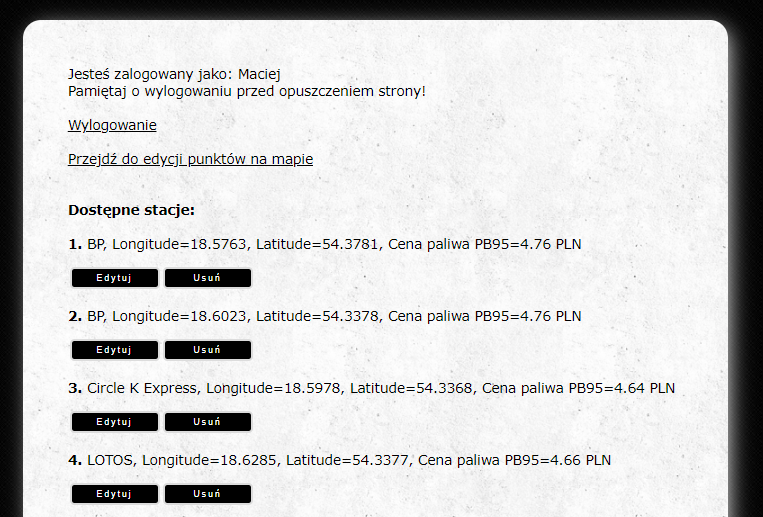 Jesteś zalogowany jako: Maciej
Pamiętaj o wylogowaniu przed opuszczeniem strony!
Wylogowanie
Przejdź do edycji punktów na mapie
Dostępne stacje:
1. BP, Longitude=18.5763, Latitude=54.3781, Cena paliwa PB95=4.76 PLN
Edytuj Usuń
2. BP, Longitude=18.6023, Latitude=54.3378, Cena paliwa PB95=4.76 PLN
Edytuj Usuń
3. Circle K Express, Longitude=18.5978, Latitude=54.3368, Cena paliwa PB95=4.64 PLN
Edytuj Usuń
4. LOTOS, Longitude=18.6285, Latitude=54.3377, Cena paliwa PB95=4.66 PLN
Edytuj Usuń